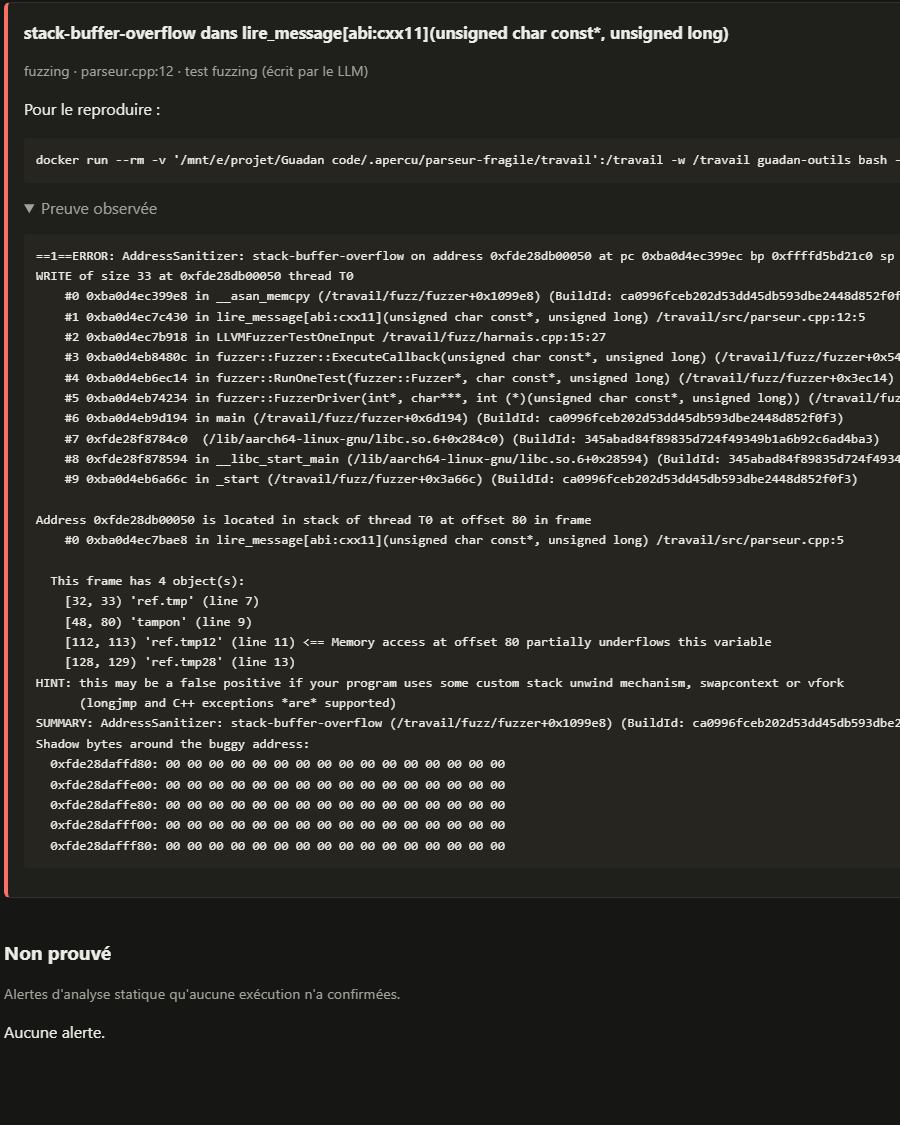 stack-buffer-overflow dans lire_message[abi:cxx11](unsigned char const*, unsigned long)
fuzzing · parseur.cpp:12 · test fuzzing (écrit par le LLM)
Pour le reproduire :
docker run --rm -v '/mnt/e/projet/Guadan code/.apercu/parseur-fragile/travail':/travail -w /travail guadan-outils bash -
▼ Preuve observée
==1==ERROR: AddressSanitizer: stack-buffer-overflow on address 0xfde28db00050 at pc 0xba0d4ec399ec bp 0xffffd5bd21c0 sp
WRITE of size 33 at 0xfde28db00050 thread T0
#0 0xba0d4ec399e8 in __asan_memcpy (/travail/fuzz/fuzzer+0x1099e8) (BuildId: ca0996fceb202d53dd45db593dbe2448d852f0f
#1 0xba0d4ec7c430 in lire_message[abi:cxx11](unsigned char const*, unsigned long) /travail/src/parseur.cpp:12:5
#2 0xba0d4ec7b918 in LLVMFuzzerTestOneInput /travail/fuzz/harnais.cpp:15:27
#3 0xba0d4eb8480c in fuzzer::Fuzzer::ExecuteCallback(unsigned char const*, unsigned long) (/travail/fuzz/fuzzer+0x54
#4 0xba0d4eb6ec14 in fuzzer::RunOneTest(fuzzer::Fuzzer*, char const*, unsigned long) (/travail/fuzz/fuzzer+0x3ec14)
#5 0xba0d4eb74234 in fuzzer::FuzzerDriver(int*, char***, int (*)(unsigned char const*, unsigned long)) (/travail/fuz
#6 0xba0d4eb9d194 in main (/travail/fuzz/fuzzer+0x6d194) (BuildId: ca0996fceb202d53dd45db593dbe2448d852f0f3)
#7 0xfde28f8784c0  (/lib/aarch64-linux-gnu/libc.so.6+0x284c0) (BuildId: 345abad84f89835d724f49349b1a6b92c6ad4ba3)
#8 0xfde28f878594 in __libc_start_main (/lib/aarch64-linux-gnu/libc.so.6+0x28594) (BuildId: 345abad84f89835d724f4934
#9 0xba0d4eb6a66c in _start (/travail/fuzz/fuzzer+0x3a66c) (BuildId: ca0996fceb202d53dd45db593dbe2448d852f0f3)
Address 0xfde28db00050 is located in stack of thread T0 at offset 80 in frame
#0 0xba0d4ec7bae8 in lire_message[abi:cxx11](unsigned char const*, unsigned long) /travail/src/parseur.cpp:5
This frame has 4 object(s):
[32, 33) 'ref.tmp' (line 7)
[48, 80) 'tampon' (line 9)
[112, 113) 'ref.tmp12' (line 11) <== Memory access at offset 80 partially underflows this variable
[128, 129) 'ref.tmp28' (line 13)
HINT: this may be a false positive if your program uses some custom stack unwind mechanism, swapcontext or vfork
(longjmp and C++ exceptions *are* supported)
SUMMARY: AddressSanitizer: stack-buffer-overflow (/travail/fuzz/fuzzer+0x1099e8) (BuildId: ca0996fceb202d53dd45db593dbe2
Shadow bytes around the buggy address:
0xfde28daffd80: 00 00 00 00 00 00 00 00 00 00 00 00 00 00 00 00
0xfde28daffe00: 00 00 00 00 00 00 00 00 00 00 00 00 00 00 00 00
0xfde28daffe80: 00 00 00 00 00 00 00 00 00 00 00 00 00 00 00 00
0xfde28dafff00: 00 00 00 00 00 00 00 00 00 00 00 00 00 00 00 00
0xfde28dafff80: 00 00 00 00 00 00 00 00 00 00 00 00 00 00 00 00
Non prouvé
Alertes d'analyse statique qu'aucune exécution n'a confirmées.
Aucune alerte.